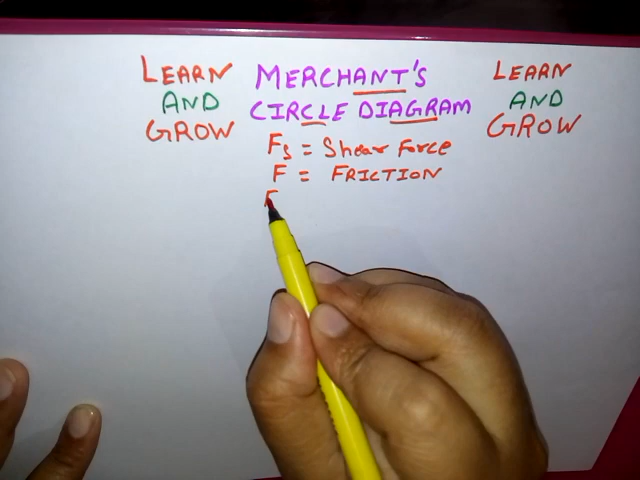 LEARN
AND
GROW
MERCHANT'S
CIRCLE DIAGRAM
LEARN
AND
GROW
Fs = Shear Force
F = FRICTION
F